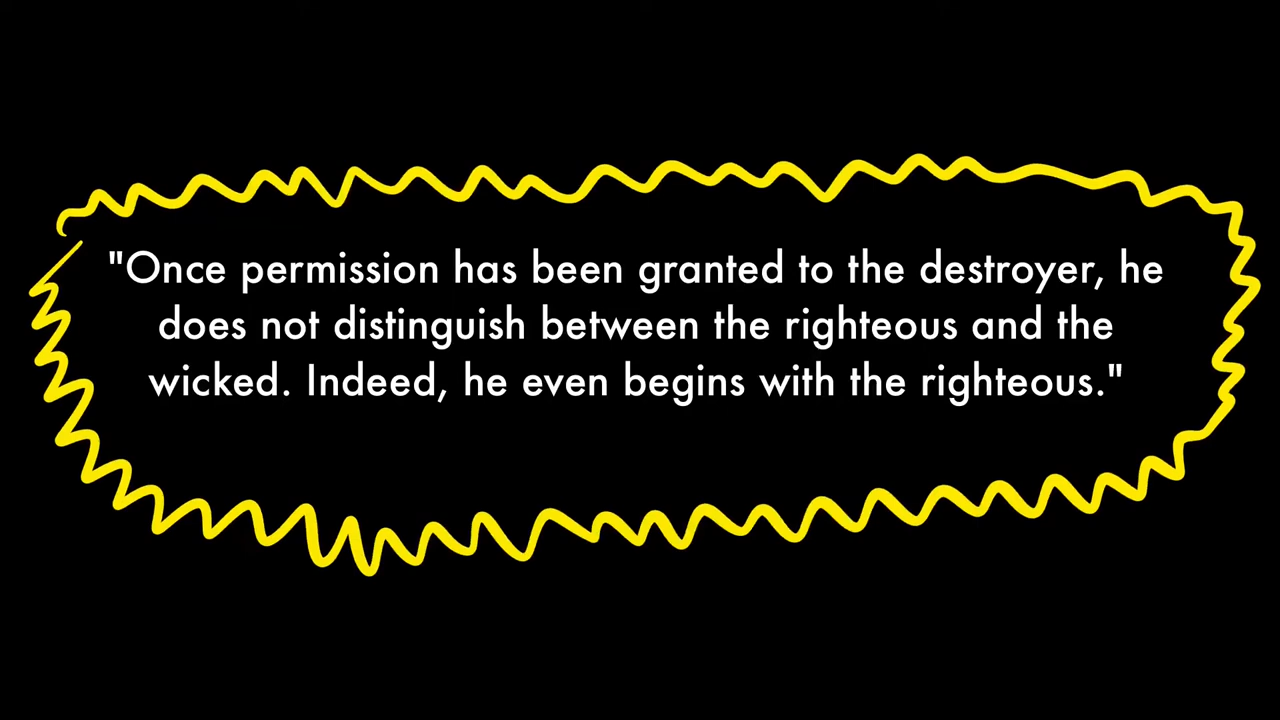 "Once permission has been granted to the destroyer, he
does not distinguish between the righteous and the
wicked. Indeed, he even begins with the righteous."